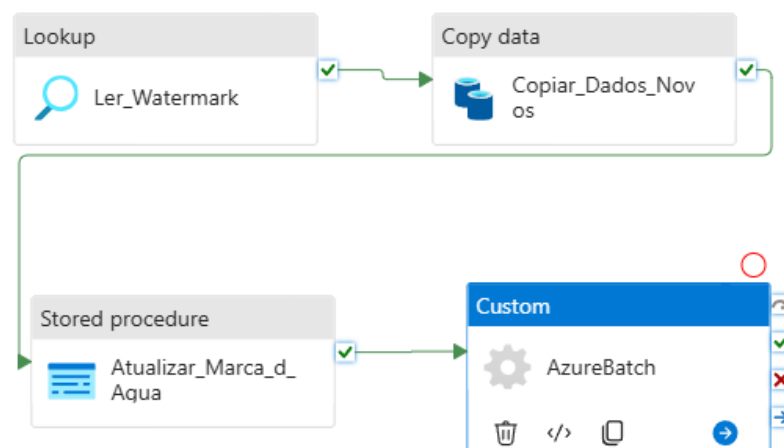 Lookup
Ler_Watermark
Copy data
Copiar_Dados_Nov
os
Stored procedure
Atualizar_Marca_d_
Agua
Custom
AzureBatch